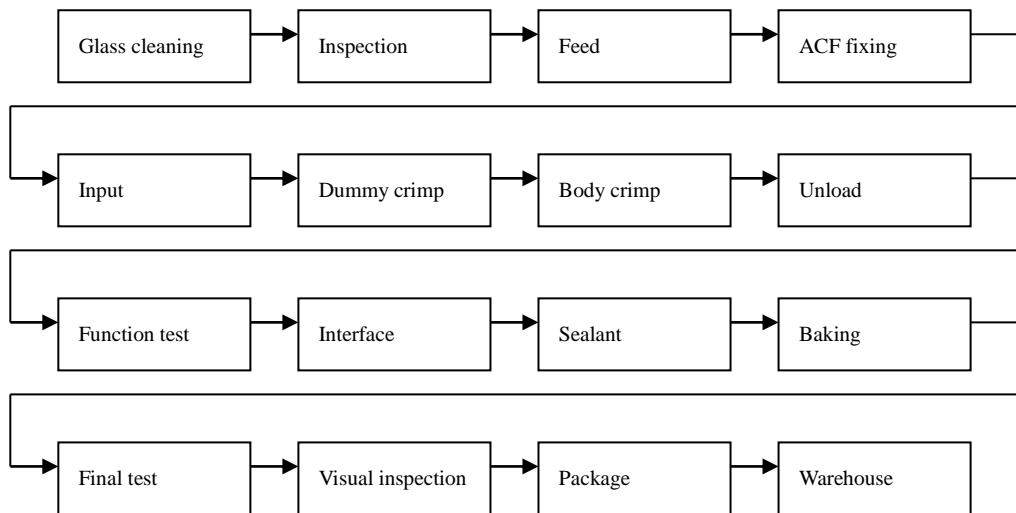 Glass cleaning
Inspection
Feed
ACF fixing
Input
Dummy crimp
Body crimp
Unload
Function test
Interface
Sealant
Baking
Final test
Visual inspection
Package
Warehouse